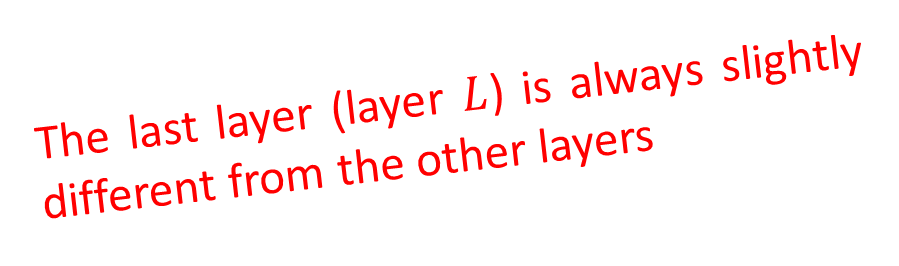 The last layer (layer L) is always slightly
different from the other layers